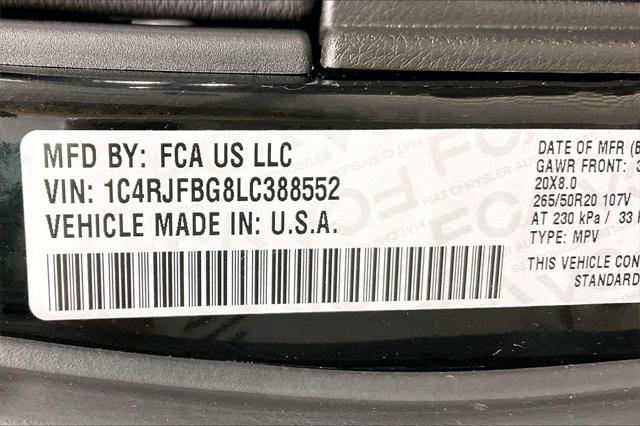 MFD BY: FCA US LLC
VIN: 1C4RJFBG8LC388552
VEHICLE MADE IN: U.S.A.
DATE OF MFR (B
GAWR FRONT: 3
20X8.0
265/50R20 107V
AT 230 kPa / 33
TYPE: MPV
THIS VEHICLE CON
STANDARD